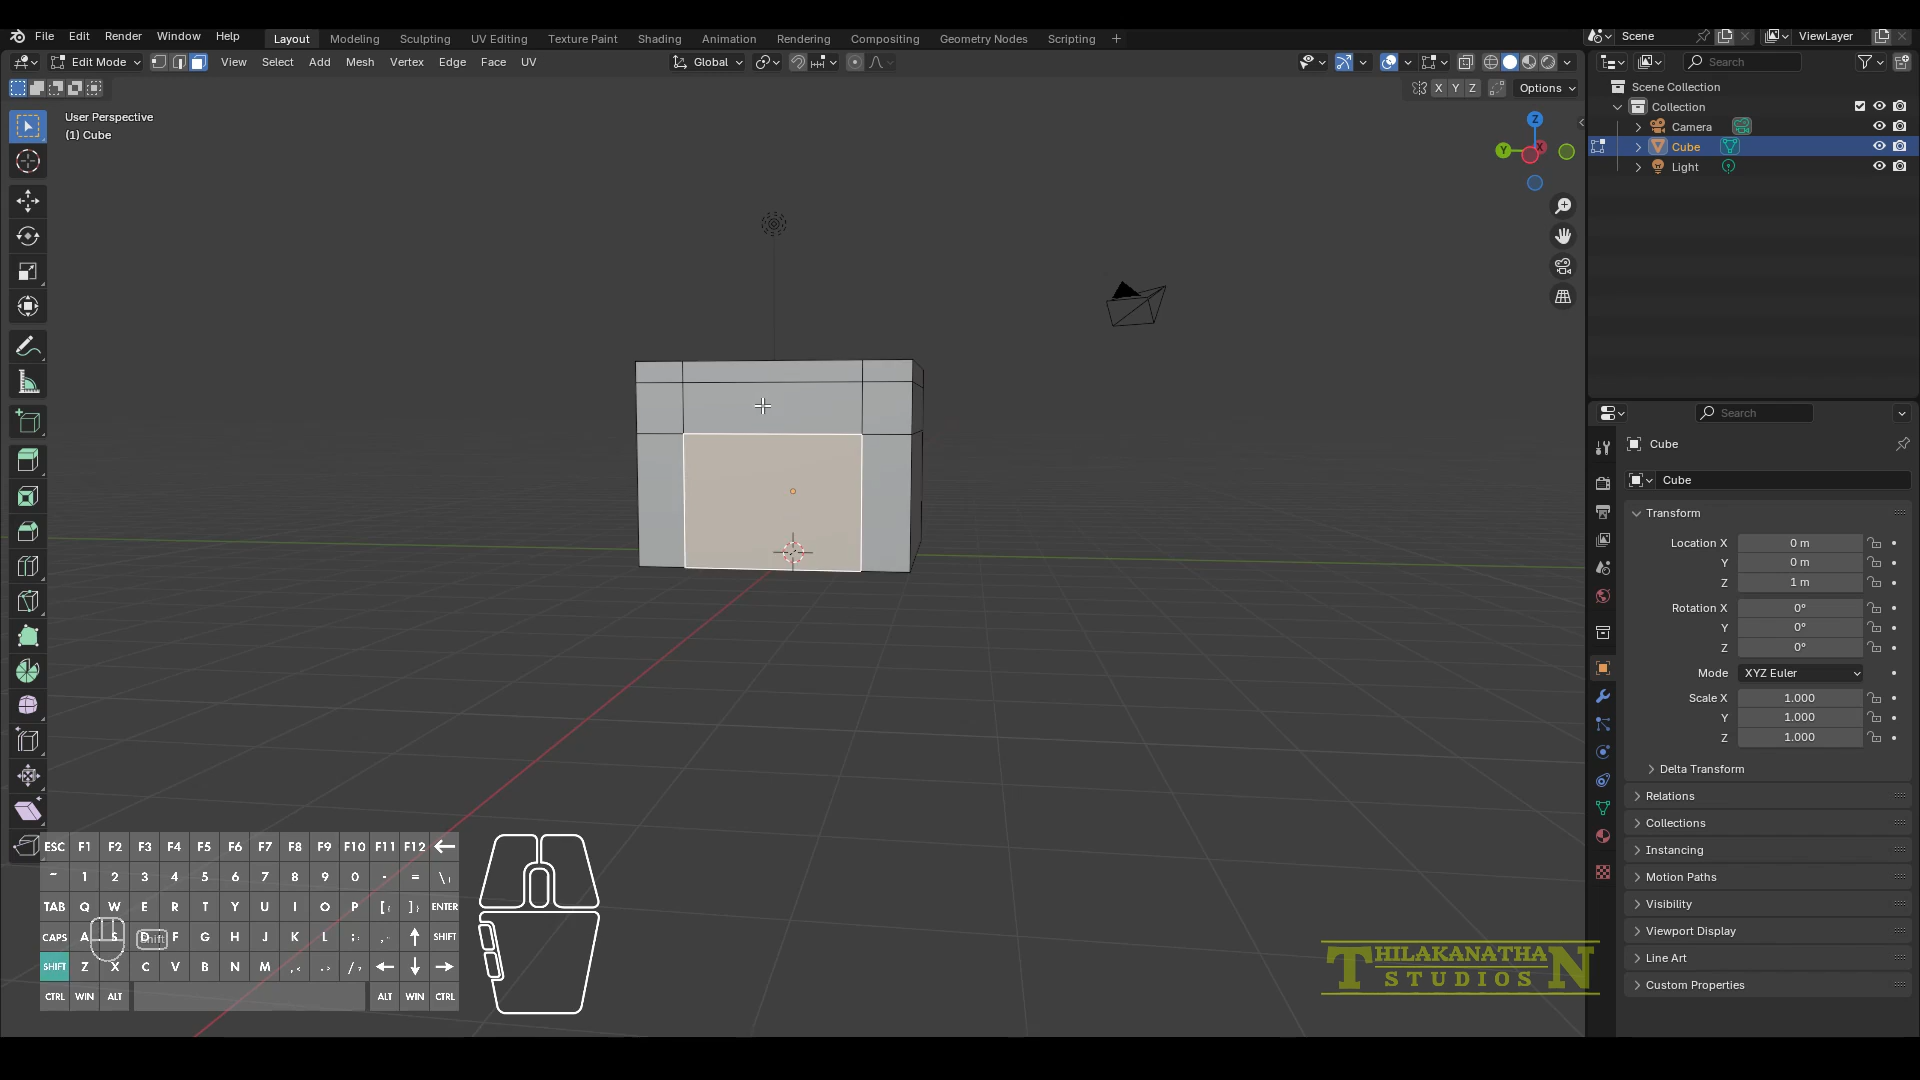 File Edit Render Window Help Layout Modeling Sculpting UV Editing Texture Paint Shading Animation Rendering Compositing Geometry Nodes Scripting + Scene ViewLayer
Edit Mode View Select Add Mesh Vertex Edge Face UV Global Search
X Y Z Options
User Perspective
(1) Cube
Z
Y
X
Scene Collection
Collection
Camera
Cube
Light
Search
Cube
Cube
Transform
Location X 0 m
Y 0 m
Z 1 m
Rotation X 0°
Y 0°
Z 0°
Mode XYZ Euler
Scale X 1.000
Y 1.000
Z 1.000
Delta Transform
Relations
Collections
Instancing
Motion Paths
Visibility
Viewport Display
Line Art
Custom Properties
ESC F1 F2 F3 F4 F5 F6 F7 F8 F9 F10 F11 F12 ←
~ 1 2 3 4 5 6 7 8 9 0 - = \|
TAB Q W E R T Y U I O P [{ ]} ENTER
CAPS A S D F G H J K L ;: ,. ↑ SHIFT
SHIFT Z X C V B N M ,< .> /? ← ↓ →
CTRL WIN ALT ALT WIN CTRL
Shift
THILAKANATHAN
STUDIOS